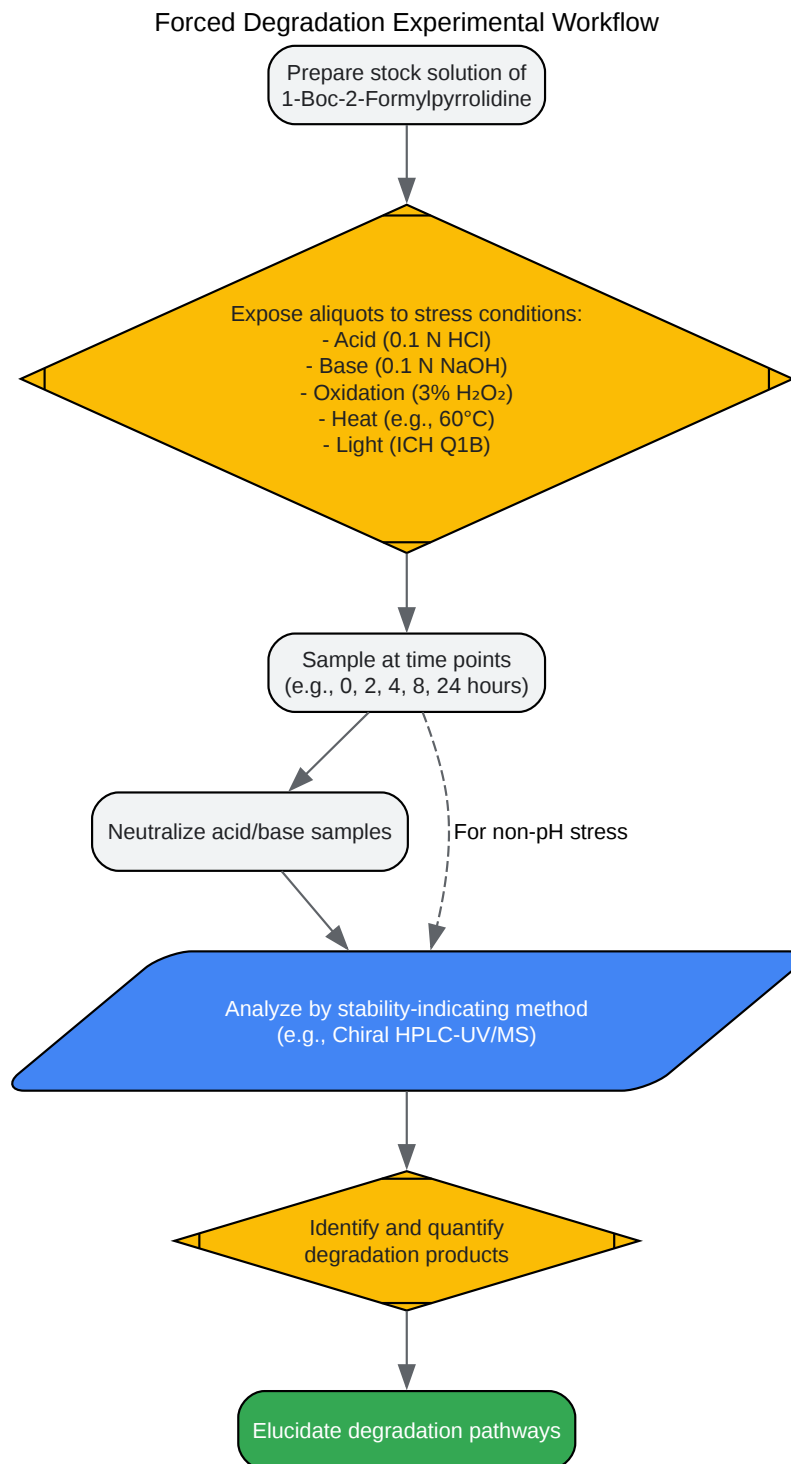 Forced Degradation Experimental Workflow
Prepare stock solution of
1-Boc-2-Formylpyrrolidine
Expose aliquots to stress conditions:
- Acid (0.1 N HCl)
- Base (0.1 N NaOH)
- Oxidation (3% H₂O₂)
- Heat (e.g., 60°C)
- Light (ICH Q1B)
Sample at time points
(e.g., 0, 2, 4, 8, 24 hours)
Neutralize acid/base samples
For non-pH stress
Analyze by stability-indicating method
(e.g., Chiral HPLC-UV/MS)
Identify and quantify
degradation products
Elucidate degradation pathways